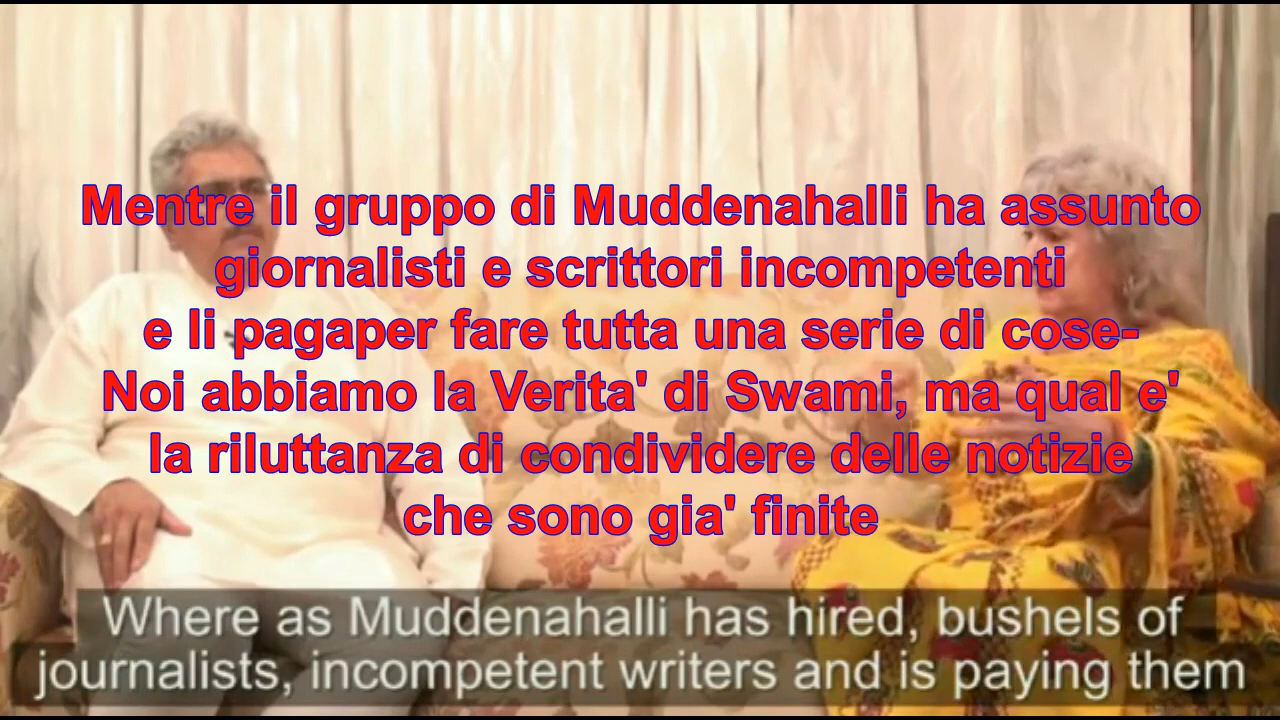 Mentre il gruppo di Muddenahalli ha assunto
giornalisti e scrittori incompetenti
e li pagaper fare tutta una serie di cose-
Noi abbiamo la Verita' di Swami, ma qual e'
la riluttanza di condividere delle notizie
che sono gia' finite
Where as Muddenahalli has hired, bushels of
journalists, incompetent writers and is paying them